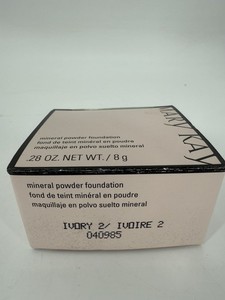 mineral powder foundation
fond de teint minéral en poudre
maquillaje en polvo suelto mineral
.28 OZ. NET WT./ 8 g
MARY KAY
mineral powder foundation
fond de teint minéral en poudre
maquillaje en polvo suelto mineral
IVORY 2/ IVOIRE 2
040985